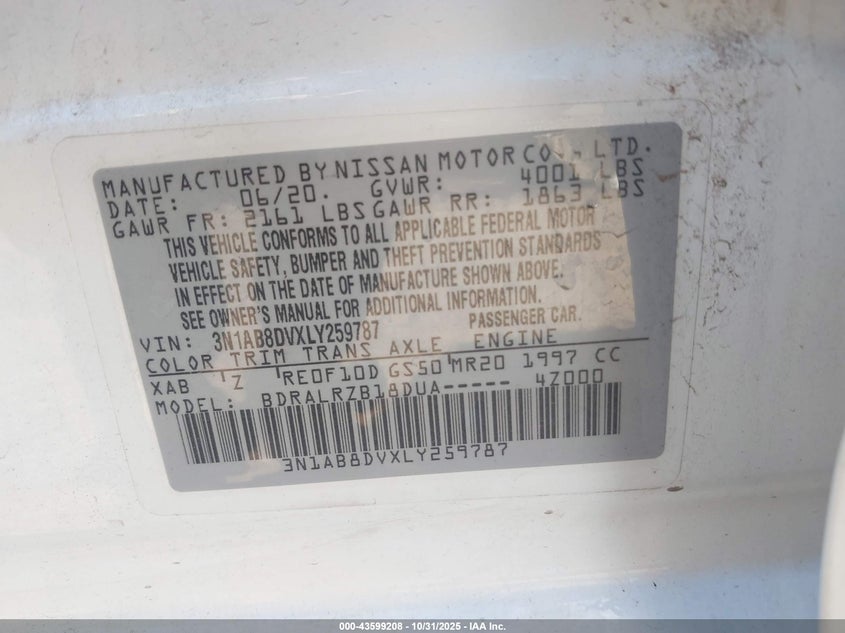 MANUFACTURED BY NISSAN MOTOR CO., LTD.
DATE: 06/20. GVWR: 4001 LBS
GAWR FR: 2161 LBS GAWR RR: 1863 LBS
THIS VEHICLE CONFORMS TO ALL APPLICABLE FEDERAL MOTOR
VEHICLE SAFETY, BUMPER AND THEFT PREVENTION STANDARDS
IN EFFECT ON THE DATE OF MANUFACTURE SHOWN ABOVE.
SEE OWNER'S MANUAL FOR ADDITIONAL INFORMATION.
VIN: 3N1AB8DVXLY259787 PASSENGER CAR.
COLOR TRIM TRANS AXLE ENGINE
XAB Z RE0F10D GS50 MR20 1997 CC
MODEL: BDRALRZB18DUA----- 4Z000
3N1AB8DVXLY259787
000-43599208 - 10/31/2025 - IAA Inc.